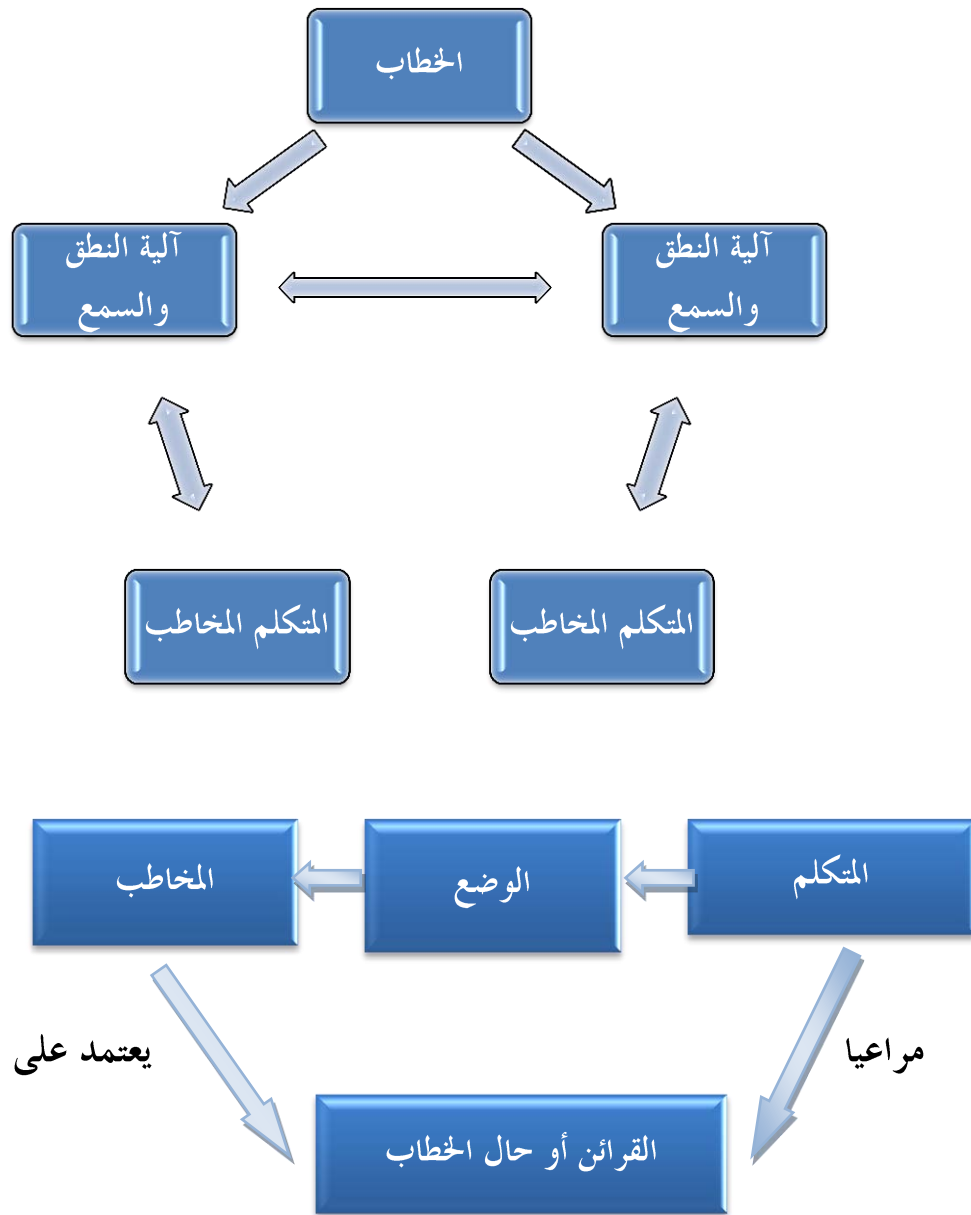 الخطاب
آلية النطق
والسمع
آلية النطق
والسمع
المتكلم المخاطب
المتكلم المخاطب
المتكلم
الوضع
المخاطب
مراعيا
يعتمد على
القرائن أو حال الخطاب